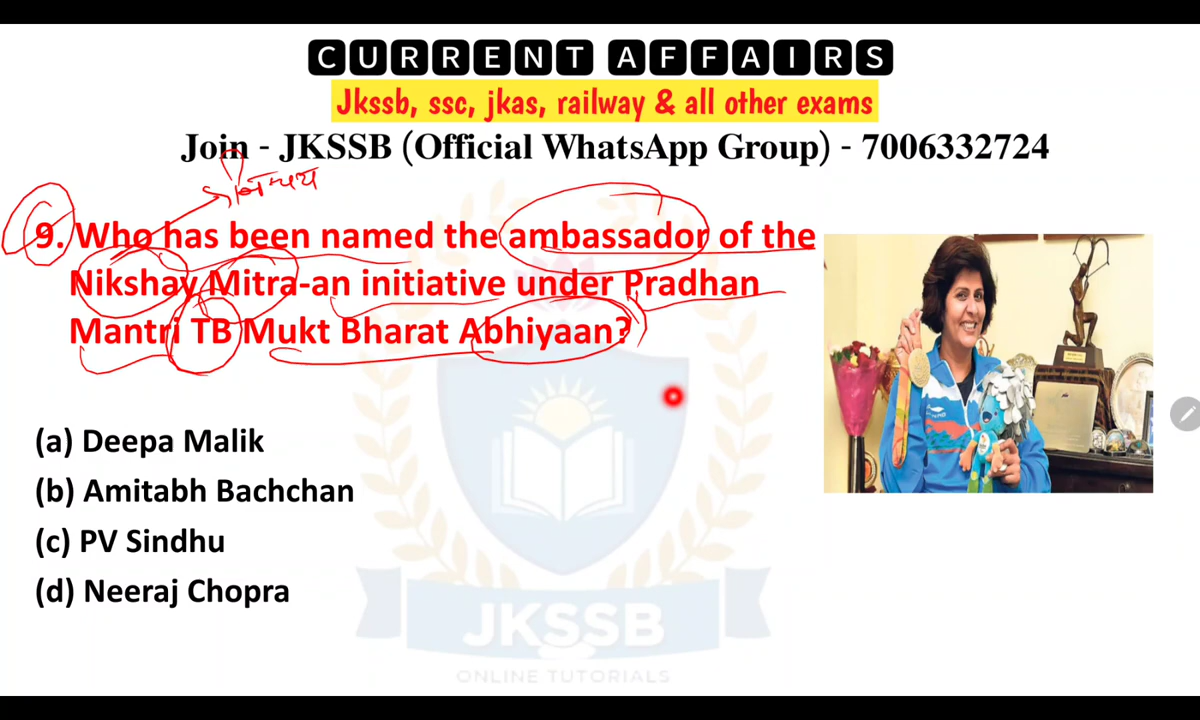 CURRENT AFFAIRS
Jkssb, ssc, jkas, railway & all other exams
Join - JKSSB (Official WhatsApp Group) - 7006332724
9. Who has been named the ambassador of the
Nikshay Mitra-an initiative under Pradhan
Mantri TB Mukt Bharat Abhiyaan?
(a) Deepa Malik
(b) Amitabh Bachchan
(c) PV Sindhu
(d) Neeraj Chopra
JKSSB
ONLINE TUTORIALS